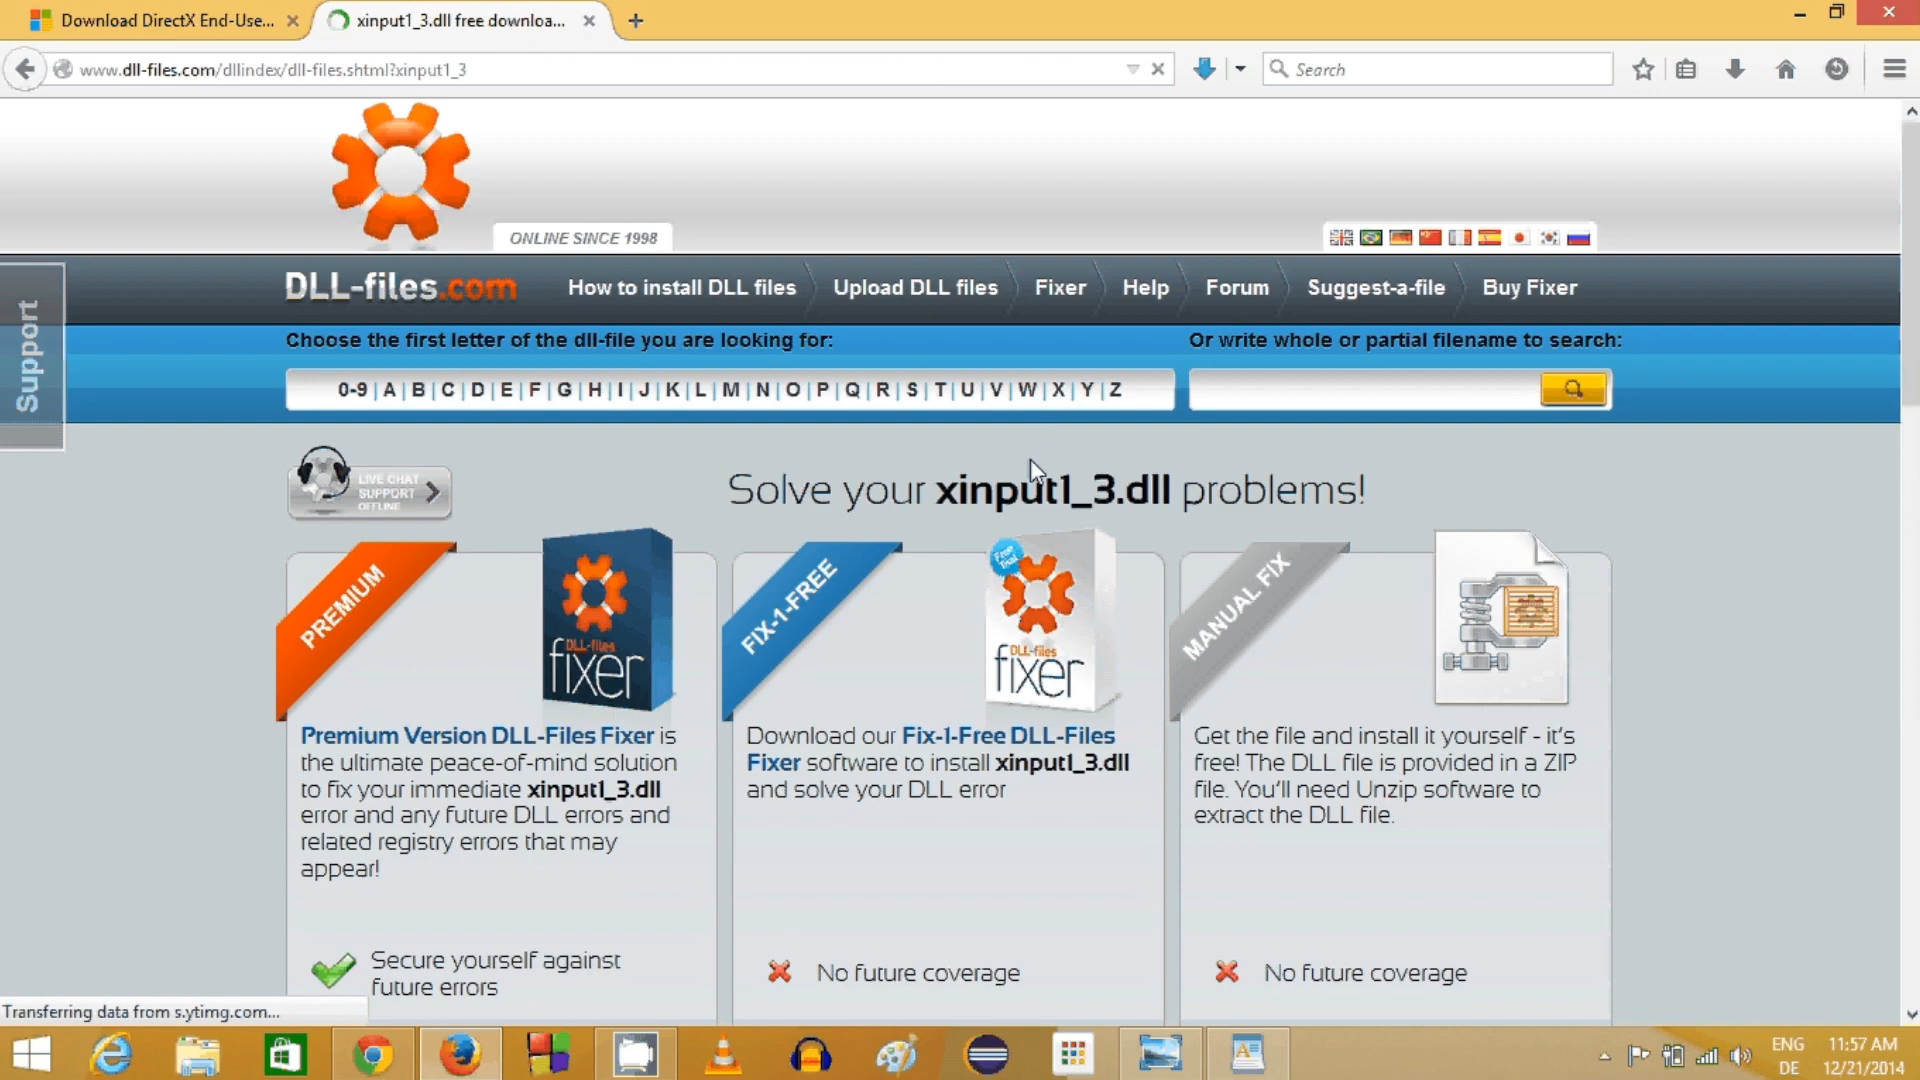 Download DirectX End-Use...
xinput1_3.dll free downloa...
www.dll-files.com/dllindex/dll-files.shtml?xinput1_3
Search
ONLINE SINCE 1998
DLL-files.com
How to install DLL files
Upload DLL files
Fixer
Help
Forum
Suggest-a-file
Buy Fixer
Support
Choose the first letter of the dll-file you are looking for:
Or write whole or partial filename to search:
0-9 | A | B | C | D | E | F | G | H | I | J | K | L | M | N | O | P | Q | R | S | T | U | V | W | X | Y | Z
LIVE CHAT
SUPPORT
OFFLINE
Solve your xinput1_3.dll problems!
PREMIUM
DLL-files
fixer
Premium Version DLL-Files Fixer is
the ultimate peace-of-mind solution
to fix your immediate xinput1_3.dll
error and any future DLL errors and
related registry errors that may
appear!
Secure yourself against
future errors
FIX-1-FREE
Free
Trial
DLL-files
fixer
Download our Fix-1-Free DLL-Files
Fixer software to install xinput1_3.dll
and solve your DLL error
No future coverage
MANUAL FIX
Get the file and install it yourself - it's
free! The DLL file is provided in a ZIP
file. You'll need Unzip software to
extract the DLL file.
No future coverage
Transferring data from s.ytimg.com...
ENG
DE
11:57 AM
12/21/2014